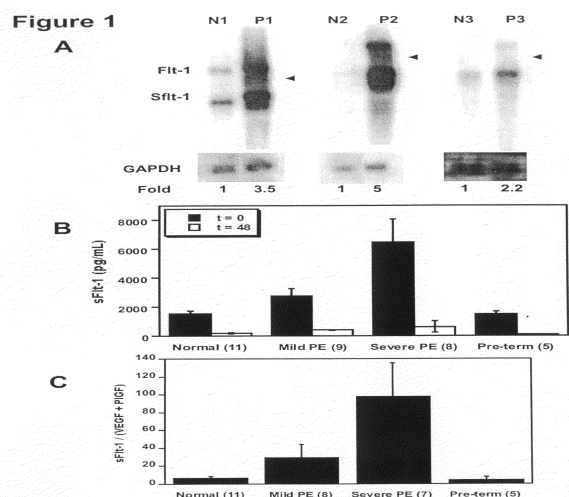 Figure 1
A
N1 P1 N2 P2 N3 P3
Flt-1
Sflt-1
GAPDH
Fold 1 3.5 1 5 1 2.2
B
t = 0
t = 48
sFlt-1 (pg/mL)
8000
6000
4000
2000
0
Normal (11) Mild PE (9) Severe PE (8) Pre-term (5)
C
sFlt-1 / (VEGF + PlGF)
140
120
100
80
60
40
20
0
Normal (11) Mild PE (8) Severe PE (7) Pre-term (5)